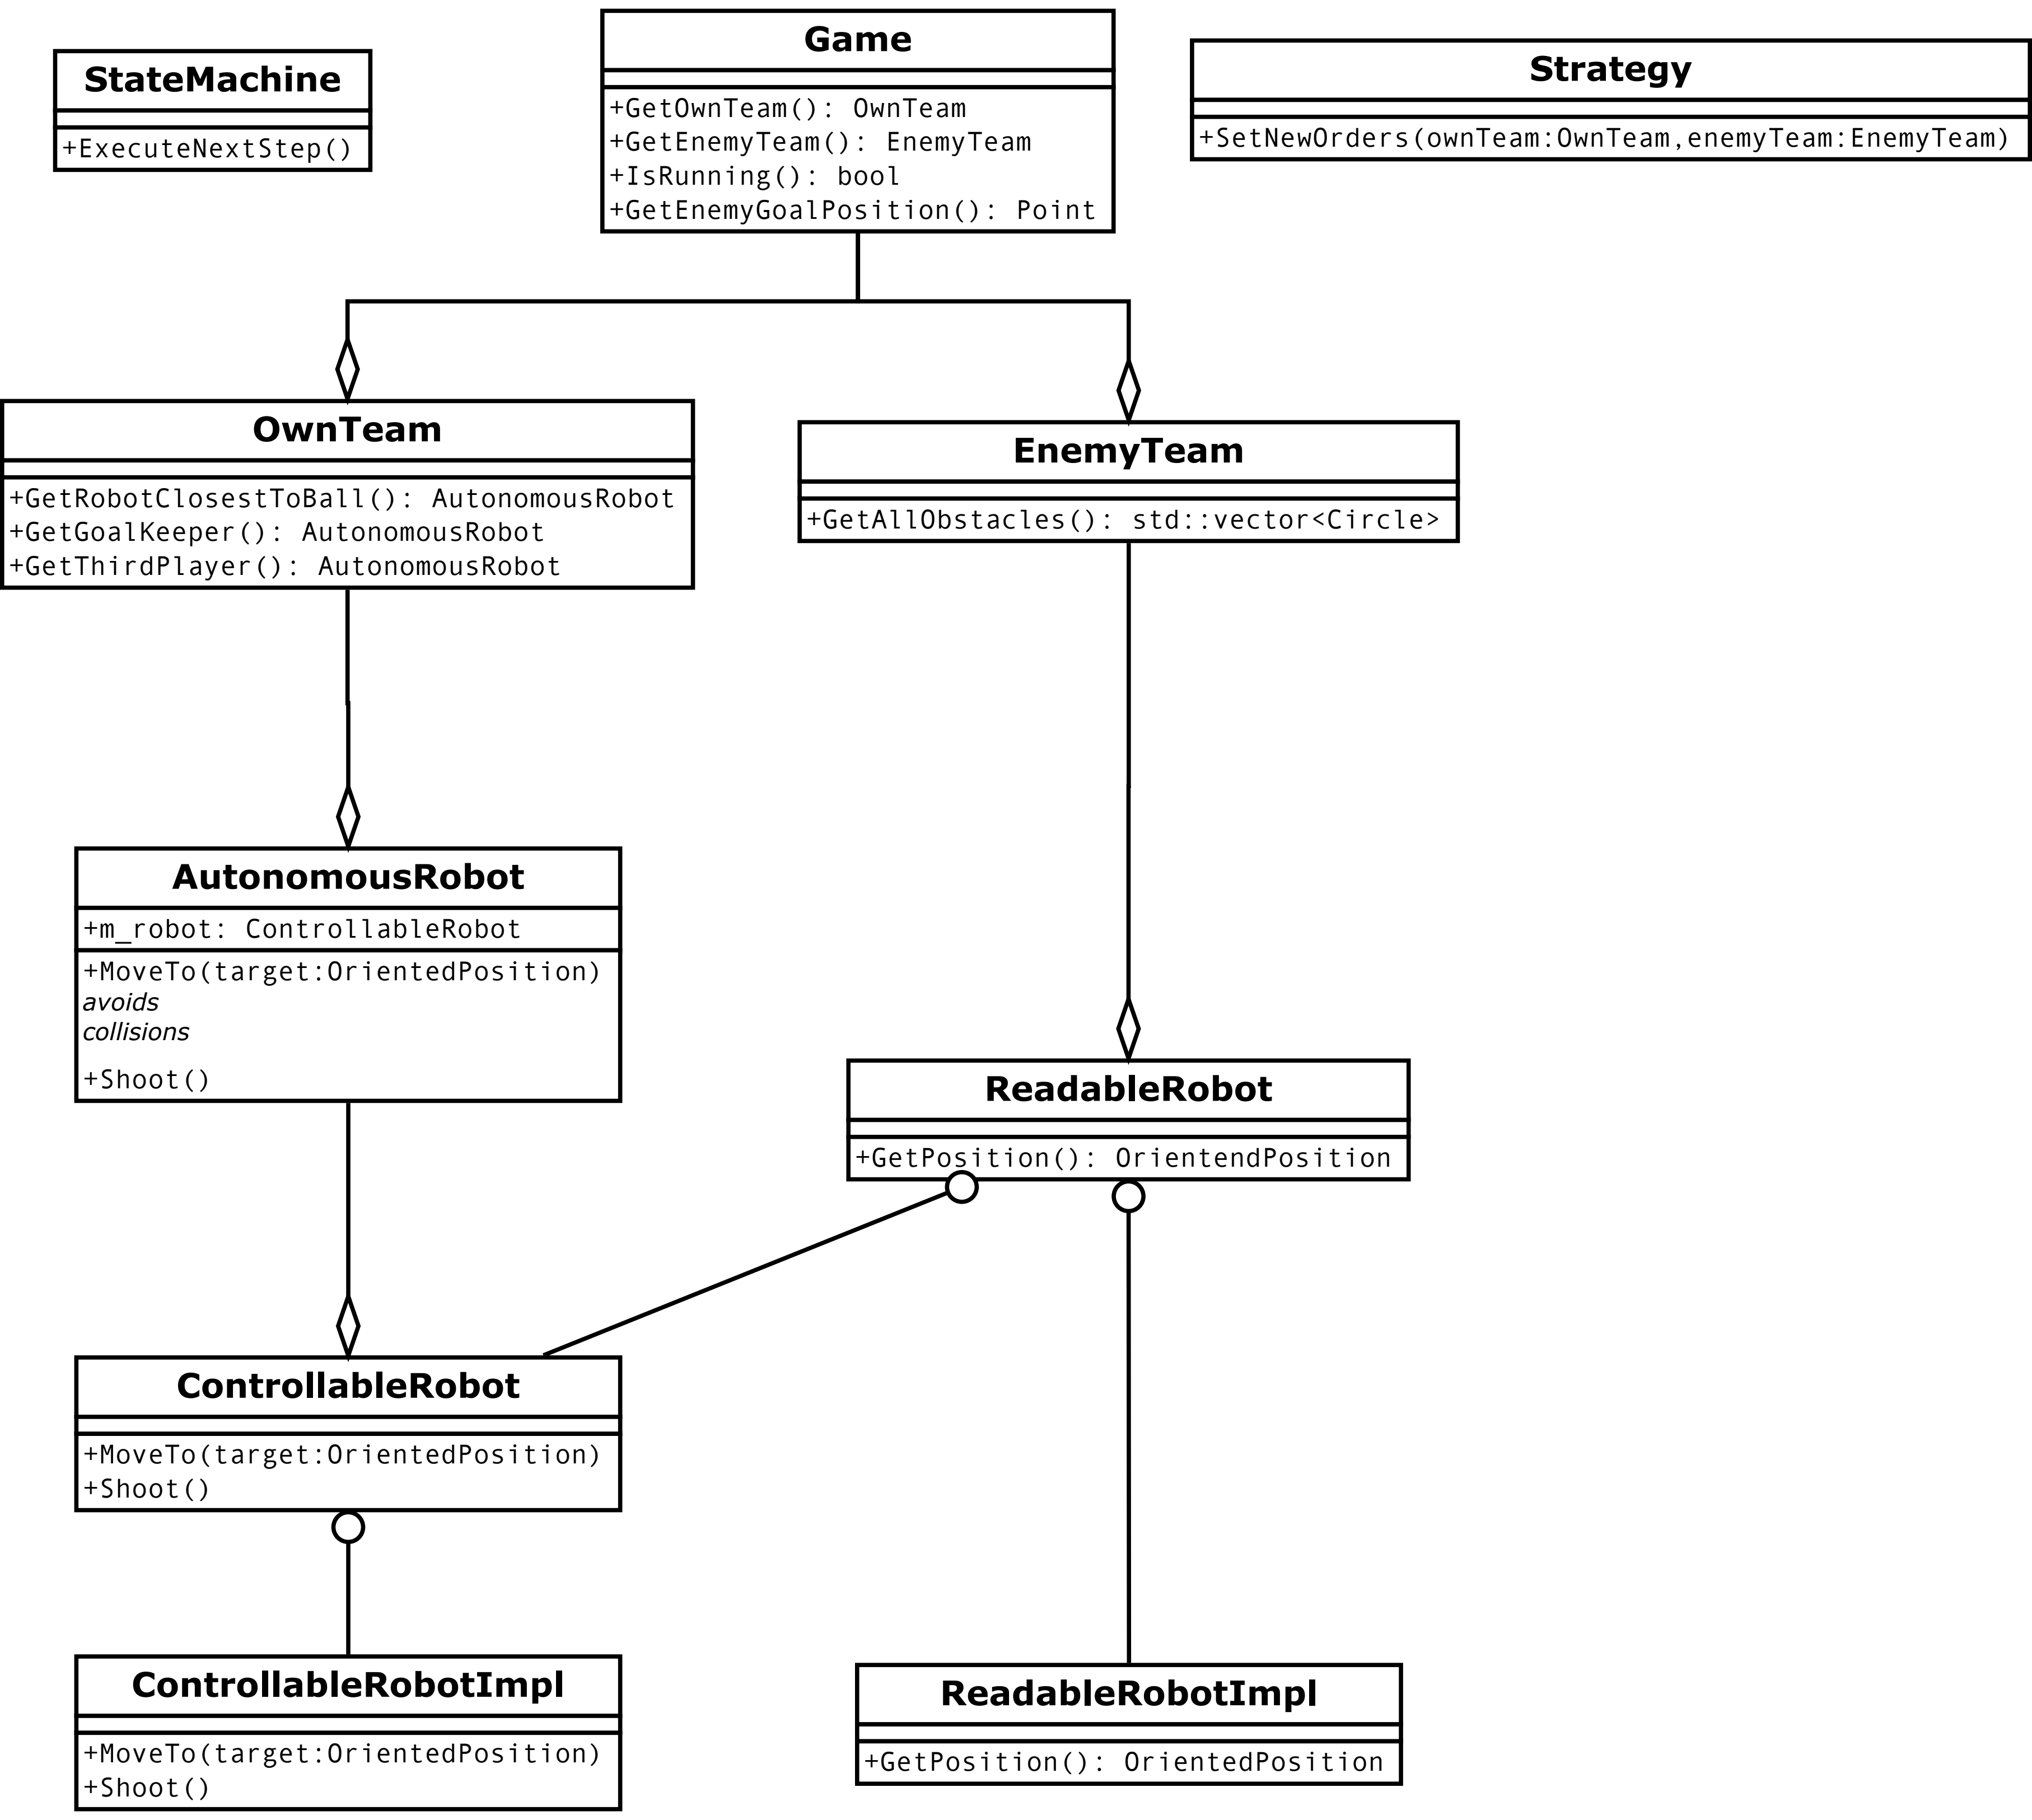 StateMachine
+ExecuteNextStep()
Game
+GetOwnTeam(): OwnTeam
+GetEnemyTeam(): EnemyTeam
+IsRunning(): bool
+GetEnemyGoalPosition(): Point
Strategy
+SetNewOrders(ownTeam:OwnTeam,enemyTeam:EnemyTeam)
OwnTeam
+GetRobotClosestToBall(): AutonomousRobot
+GetGoalKeeper(): AutonomousRobot
+GetThirdPlayer(): AutonomousRobot
EnemyTeam
+GetAllObstacles(): std::vector<Circle>
AutonomousRobot
+m_robot: ControllableRobot
+MoveTo(target:OrientedPosition)
avoids
collisions
+Shoot()
ReadableRobot
+GetPosition(): OrientendPosition
ControllableRobot
+MoveTo(target:OrientedPosition)
+Shoot()
ControllableRobotImpl
+MoveTo(target:OrientedPosition)
+Shoot()
ReadableRobotImpl
+GetPosition(): OrientedPosition